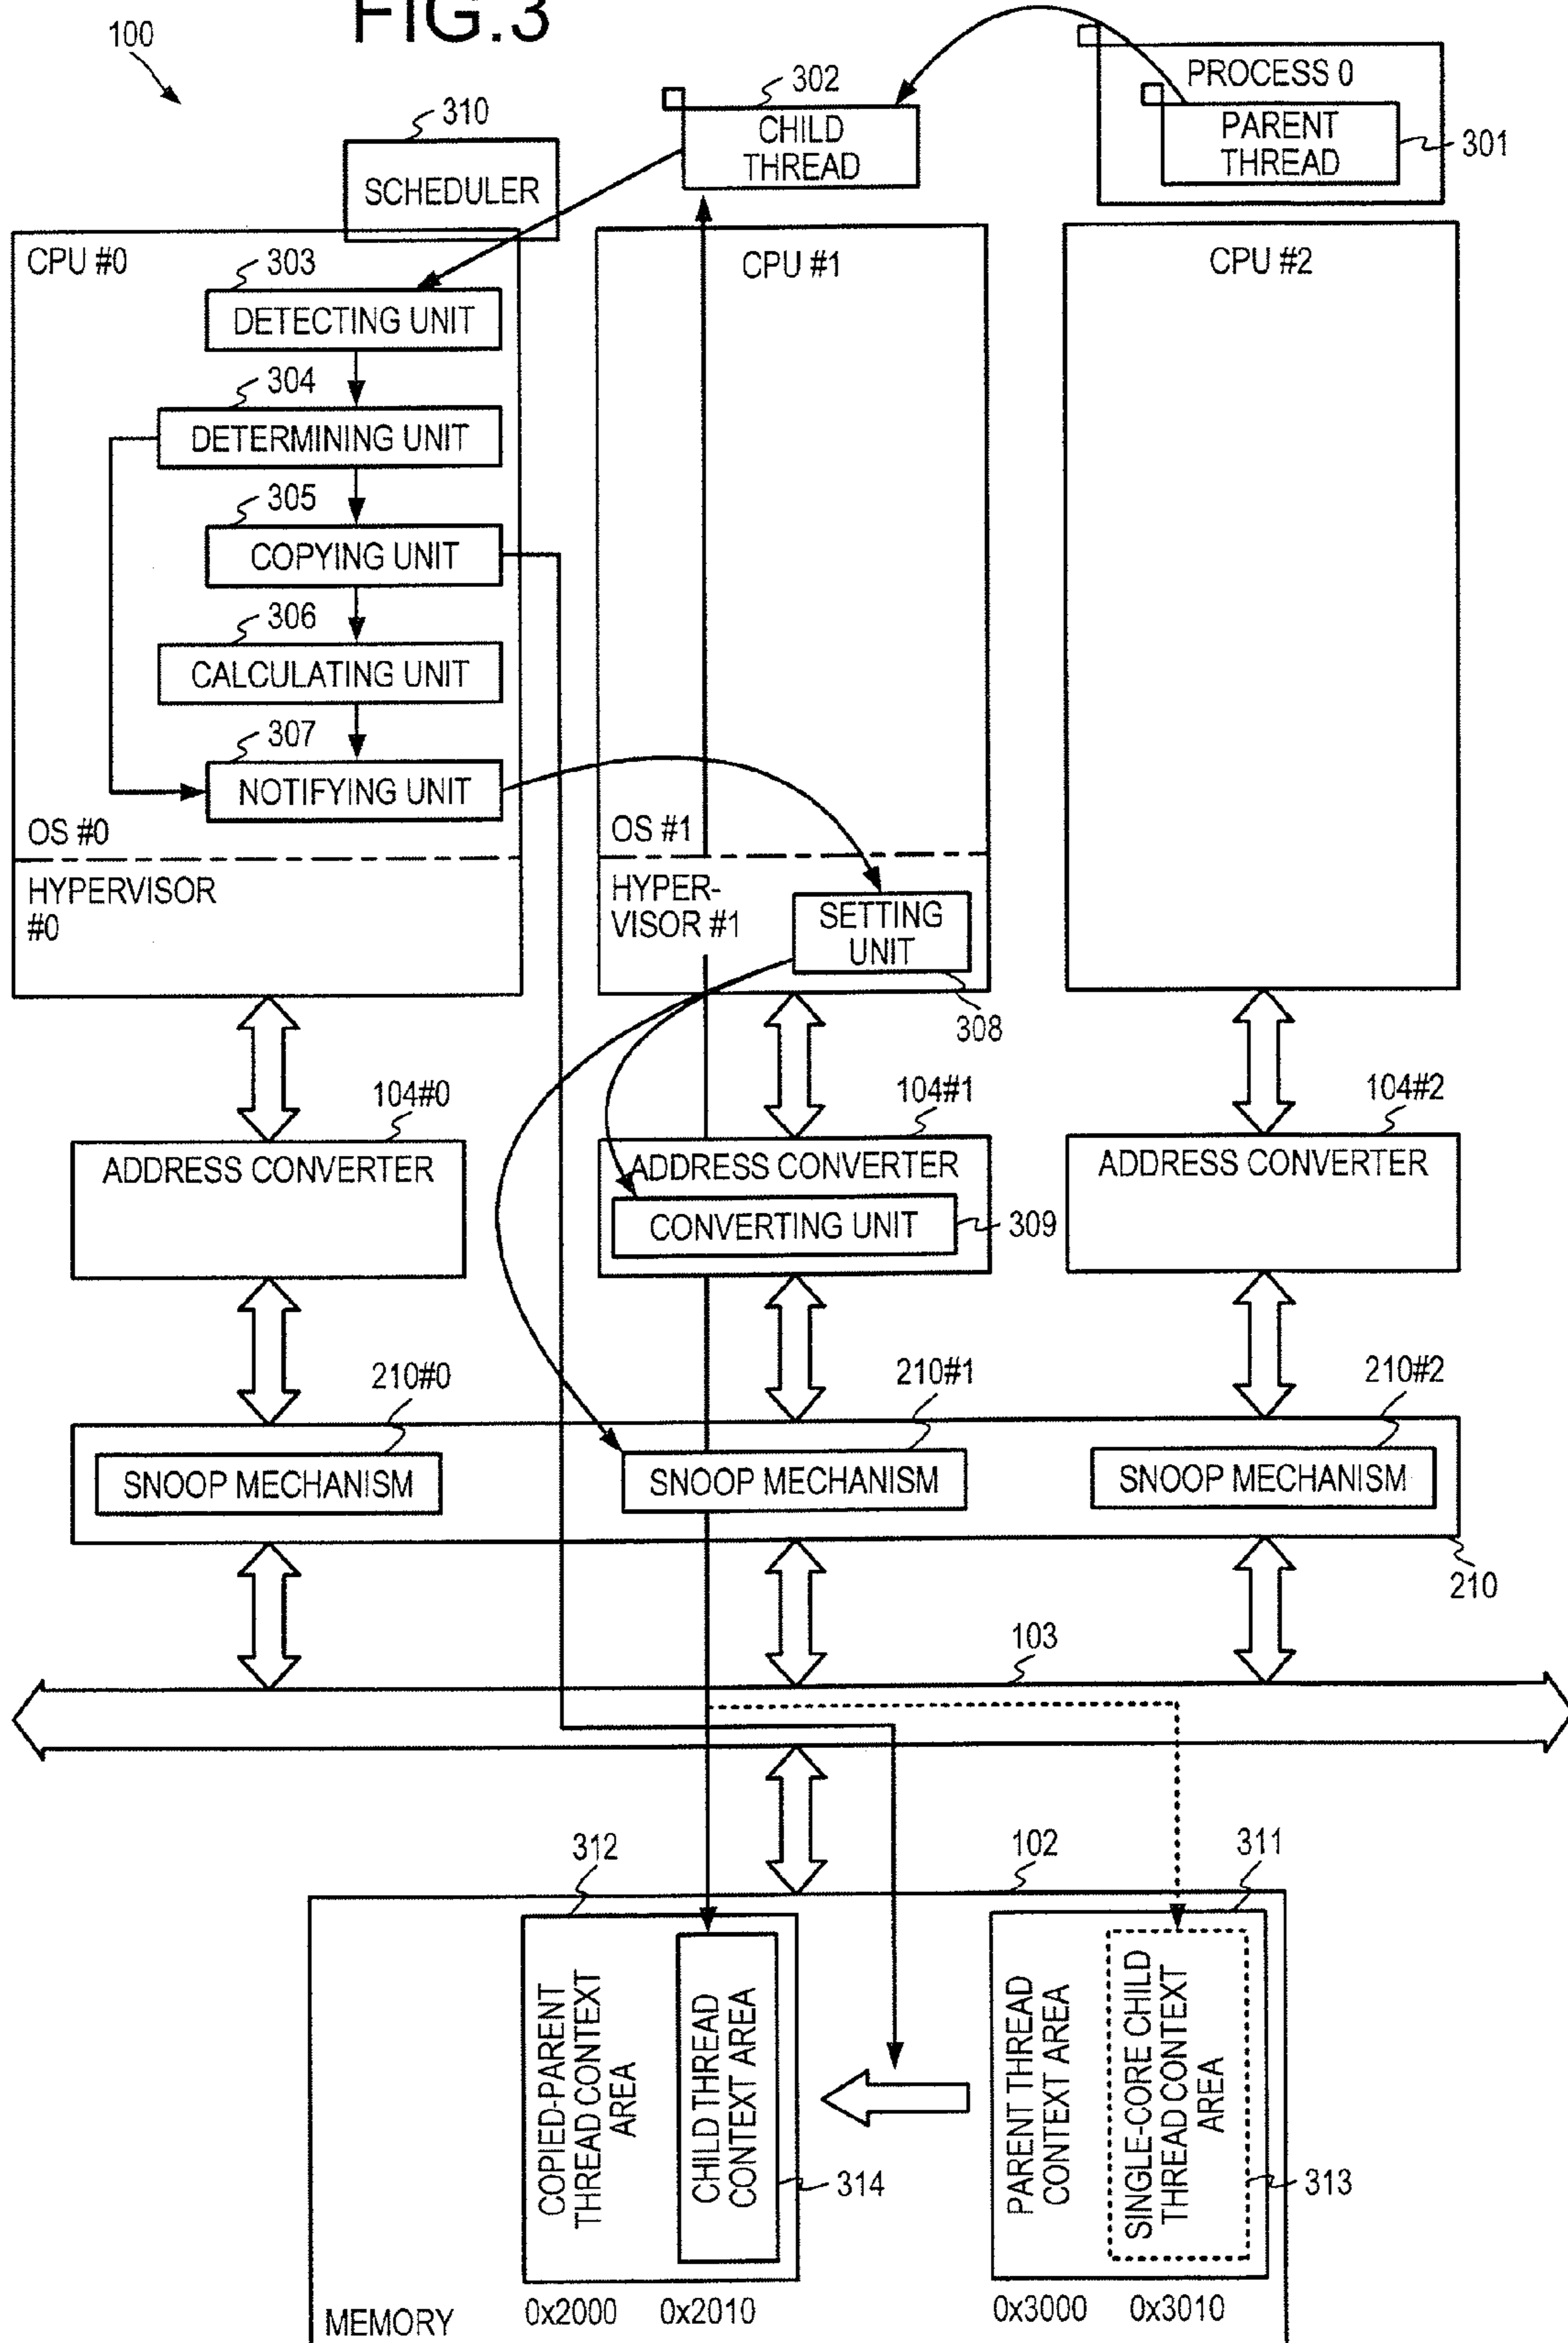 FIG.3
100
302
CHILD
THREAD
PROCESS 0
PARENT
THREAD
301
310
SCHEDULER
CPU #0
303
DETECTING UNIT
304
DETERMINING UNIT
305
COPYING UNIT
306
CALCULATING UNIT
307
NOTIFYING UNIT
OS #0
HYPERVISOR
#0
CPU #1
OS #1
HYPER-
VISOR #1
SETTING
UNIT
308
CPU #2
104#0
ADDRESS CONVERTER
104#1
ADDRESS CONVERTER
CONVERTING UNIT
309
104#2
ADDRESS CONVERTER
210#0
SNOOP MECHANISM
210#1
SNOOP MECHANISM
210#2
SNOOP MECHANISM
210
103
102
312
COPIED-PARENT
THREAD CONTEXT
AREA
CHILD THREAD
CONTEXT AREA
314
311
PARENT THREAD
CONTEXT AREA
SINGLE-CORE CHILD
THREAD CONTEXT
AREA
313
MEMORY
0x2000
0x2010
0x3000
0x3010